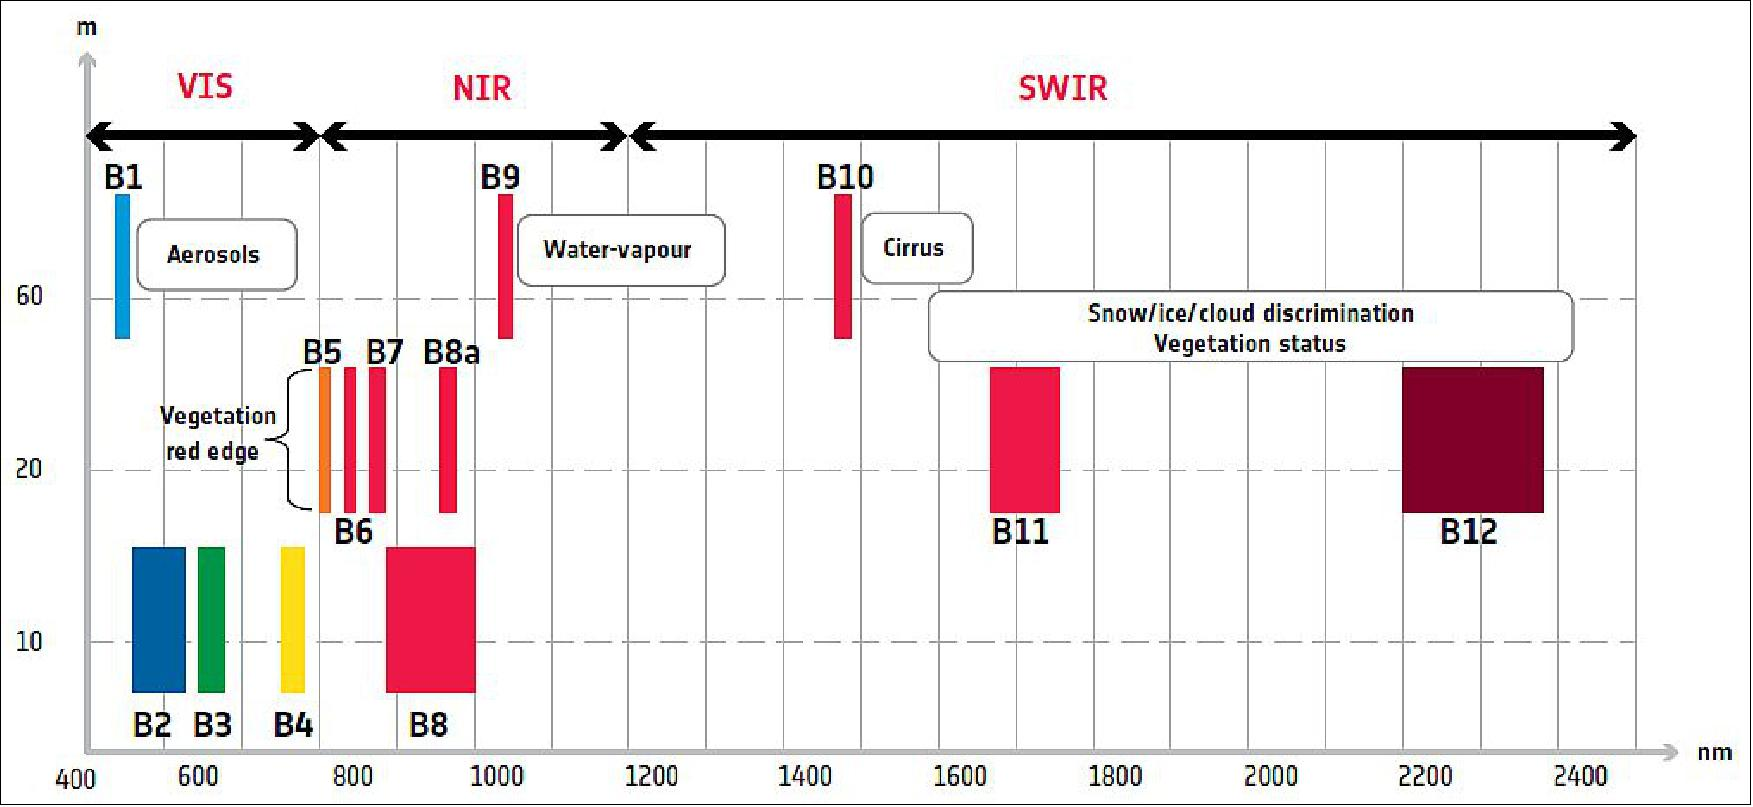 m
VIS NIR SWIR
B1 B9 B10
Aerosols
Water-vapour
Cirrus
60
Snow/ice/cloud discrimination
Vegetation status
B5 B7 B8a
Vegetation
red edge
20
B6 B11 B12
10
B2 B3 B4 B8
nm
400 600 800 1000 1200 1400 1600 1800 2000 2200 2400